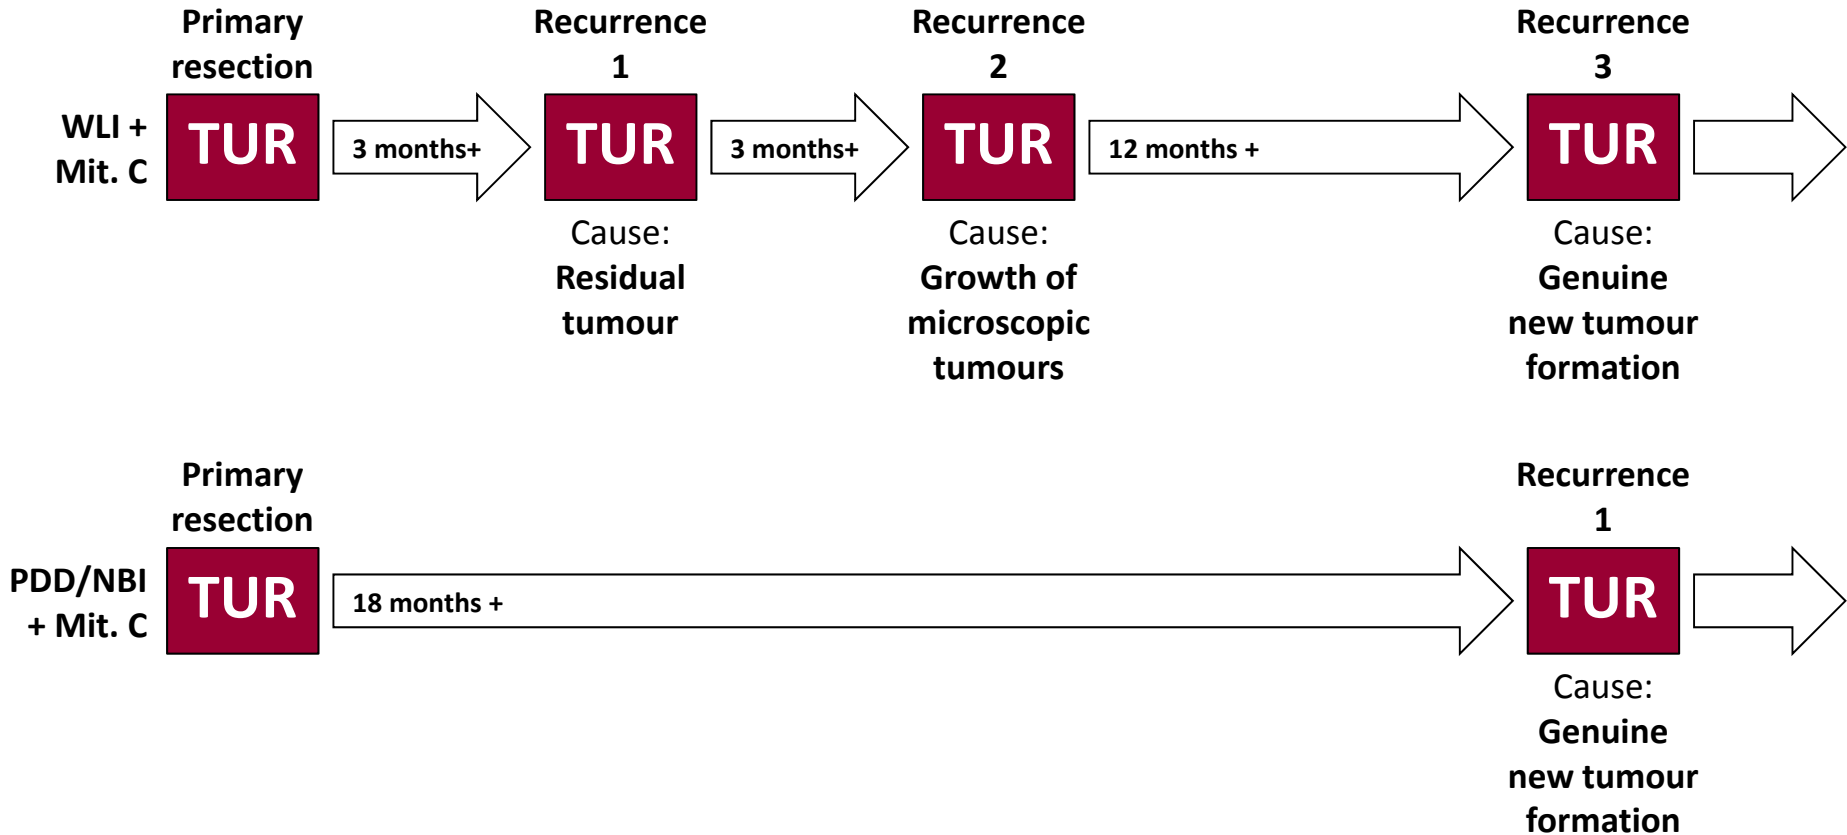 Primary
resection
Recurrence
1
Recurrence
2
Recurrence
3
WLI +
Mit. C
TUR
3 months+
TUR
3 months+
TUR
12 months +
TUR
Cause:
Residual
tumour
Cause:
Growth of
microscopic
tumours
Cause:
Genuine
new tumour
formation
Primary
resection
Recurrence
1
PDD/NBI
+ Mit. C
TUR
18 months +
TUR
Cause:
Genuine
new tumour
formation